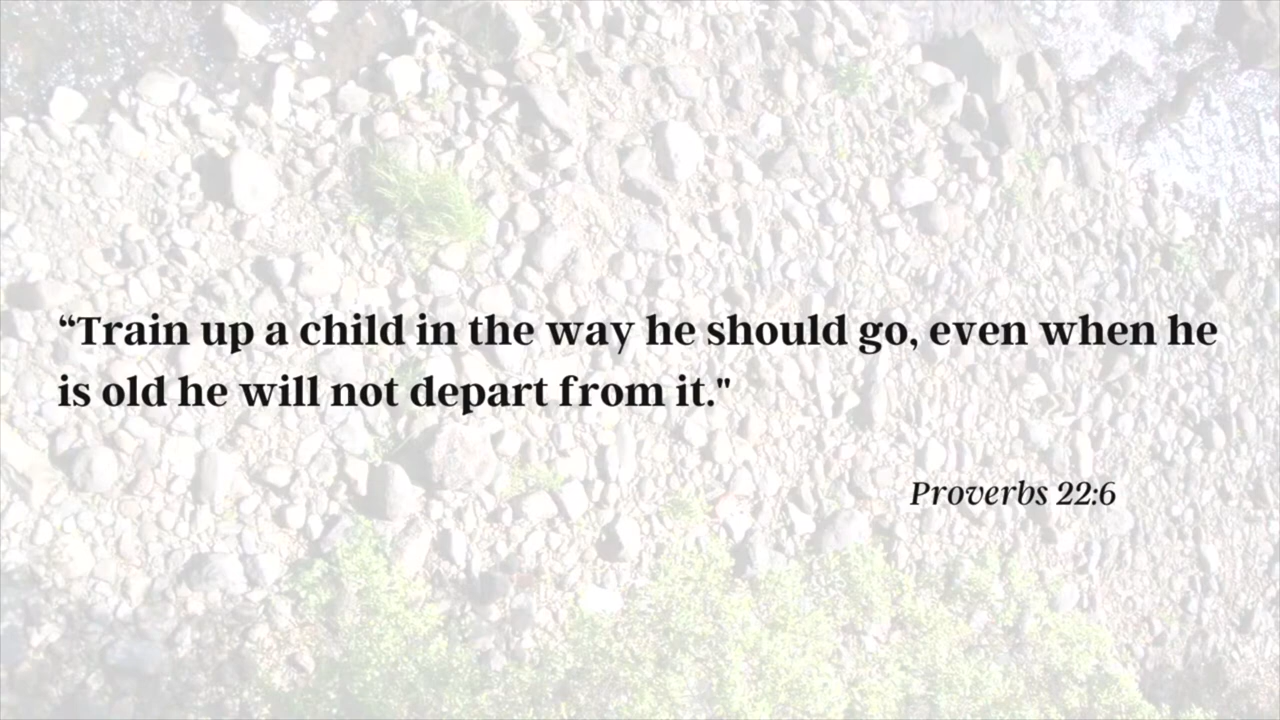 “Train up a child in the way he should go, even when he
is old he will not depart from it."
Proverbs 22:6